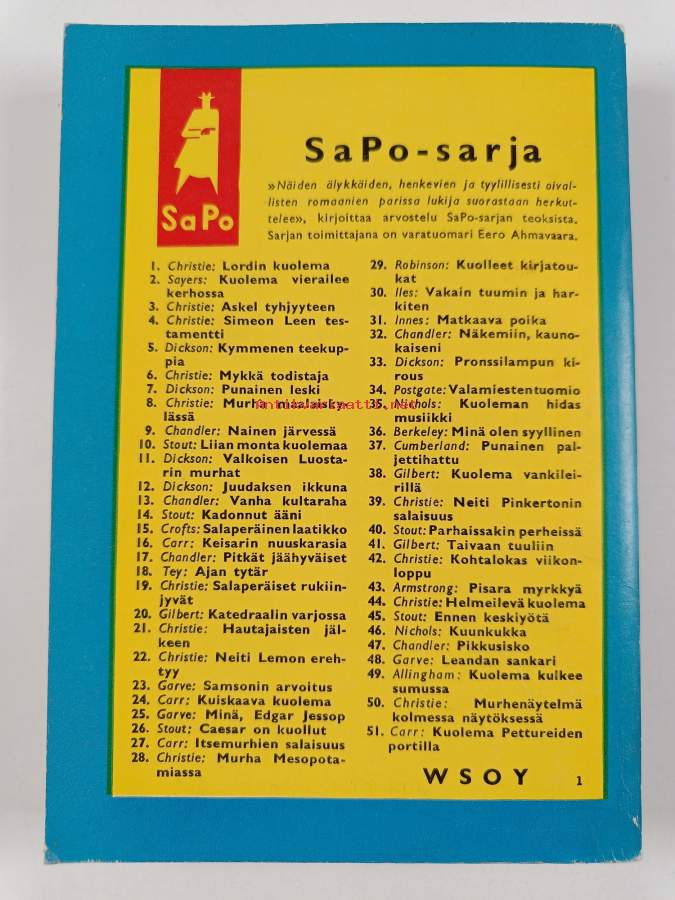 SaPo
SaPo-sarja
»Näiden älykkäiden, henkevien ja tyylillisesti oival-
listen romaanien parissa lukija suorastaan herkut-
telee», kirjoittaa arvostelu SaPo-sarjan teoksista.
Sarjan toimittajana on varatuomari Eero Ahmavaara.
1. Christie: Lordin kuolema
2. Sayers: Kuolema vierailee
kerhossa
3. Christie: Askel tyhjyyteen
4. Christie: Simeon Leen tes-
tamentti
5. Dickson: Kymmenen teekup-
pia
6. Christie: Mykkä todistaja
7. Dickson: Punainen leski
8. Christie: Murha maalaisky-
lässä
9. Chandler: Nainen järvessä
10. Stout: Liian monta kuolemaa
11. Dickson: Valkoisen Luosta-
rin murhat
12. Dickson: Juudaksen ikkuna
13. Chandler: Vanha kultaraha
14. Stout: Kadonnut ääni
15. Crofts: Salaperäinen laatikko
16. Carr: Keisarin nuuskarasia
17. Chandler: Pitkät jäähyväiset
18. Tey: Ajan tytär
19. Christie: Salaperäiset rukiin-
jyvät
20. Gilbert: Katedraalin varjossa
21. Christie: Hautajaisten jäl-
keen
22. Christie: Neiti Lemon ereh-
tyy
23. Garve: Samsonin arvoitus
24. Carr: Kuiskaava kuolema
25. Garve: Minä, Edgar Jessop
26. Stout: Caesar on kuollut
27. Carr: Itsemurhien salaisuus
28. Christie: Murha Mesopota-
miassa
29. Robinson: Kuolleet kirjatou-
kat
30. Iles: Vakain tuumin ja har-
kiten
31. Innes: Matkaava poika
32. Chandler: Näkemiin, kauno-
kaiseni
33. Dickson: Pronssilampun ki-
rous
34. Postgate: Valamiestentuomio
35. Nichols: Kuoleman hidas
musiikki
36. Berkeley: Minä olen syyllinen
37. Cumberland: Punainen pal-
jettihattu
38. Gilbert: Kuolema vankilei-
rillä
39. Christie: Neiti Pinkertonin
salaisuus
40. Stout: Parhaissakin perheissä
41. Gilbert: Taivaan tuuliin
42. Christie: Kohtalokas viikon-
loppu
43. Armstrong: Pisara myrkkyä
44. Christie: Helmeilevä kuolema
45. Stout: Ennen keskiyötä
46. Nichols: Kuunkukka
47. Chandler: Pikkusisko
48. Garve: Leandan sankari
49. Allingham: Kuolema kulkee
sumussa
50. Christie: Murhenäytelmä
kolmessa näytöksessä
51. Carr: Kuolema Pettureiden
portilla
WSOY 1